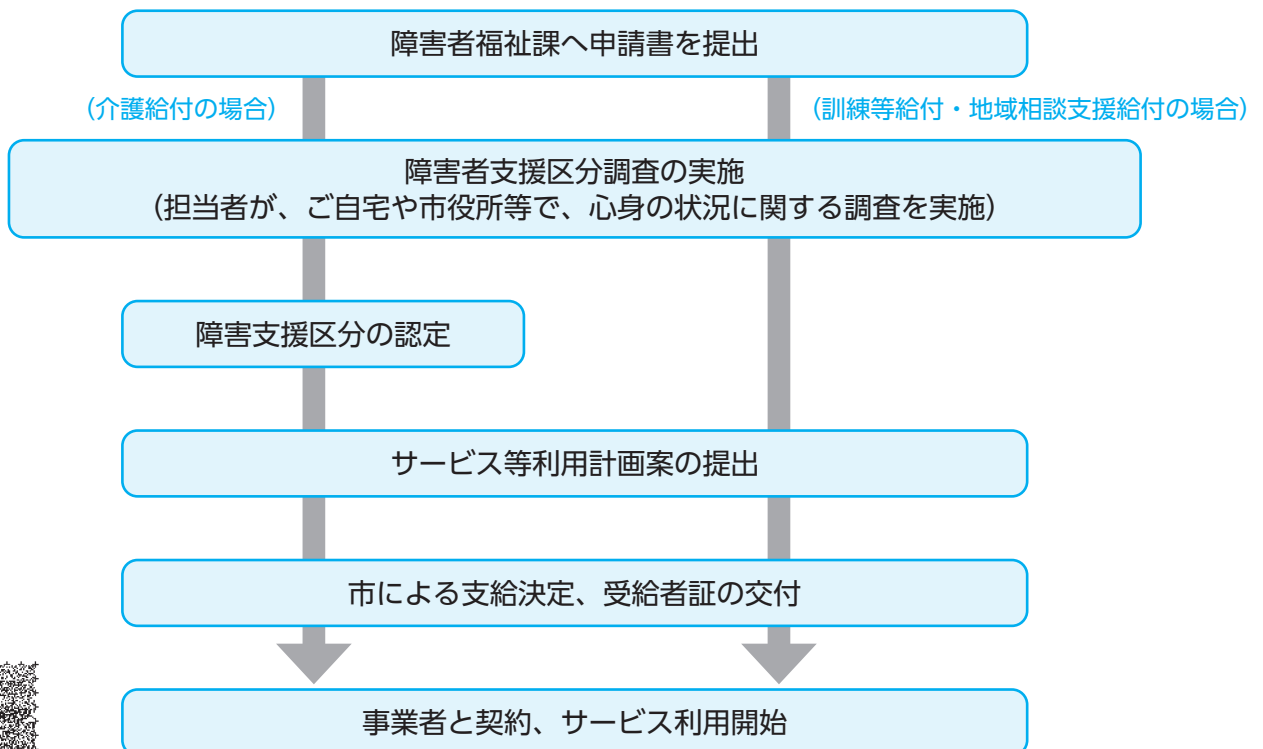 障害者福祉課へ申請書を提出
(介護給付の場合)
(訓練等給付・地域相談支援給付の場合)
障害者支援区分調査の実施
(担当者が、ご自宅や市役所等で、心身の状況に関する調査を実施)
障害支援区分の認定
サービス等利用計画案の提出
市による支給決定、受給者証の交付
事業者と契約、サービス利用開始